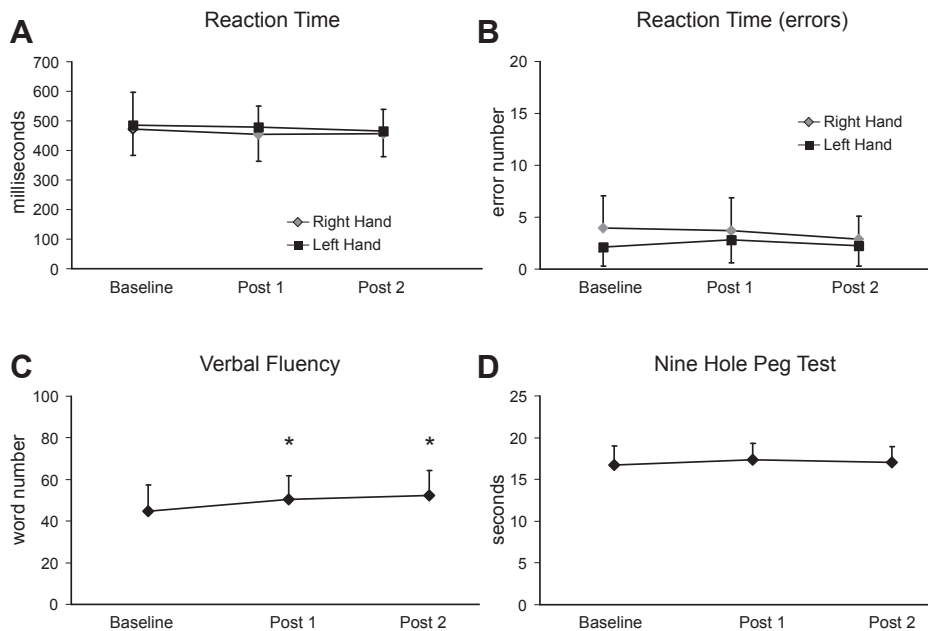 A
Reaction Time
milliseconds
700
600
500
400
300
200
100
0
Right Hand
Left Hand
Baseline Post 1 Post 2
B
Reaction Time (errors)
error number
20
15
10
5
0
Right Hand
Left Hand
Baseline Post 1 Post 2
C
Verbal Fluency
word number
100
80
60
40
20
0
* *
Baseline Post 1 Post 2
D
Nine Hole Peg Test
seconds
25
20
15
10
5
0
Baseline Post 1 Post 2